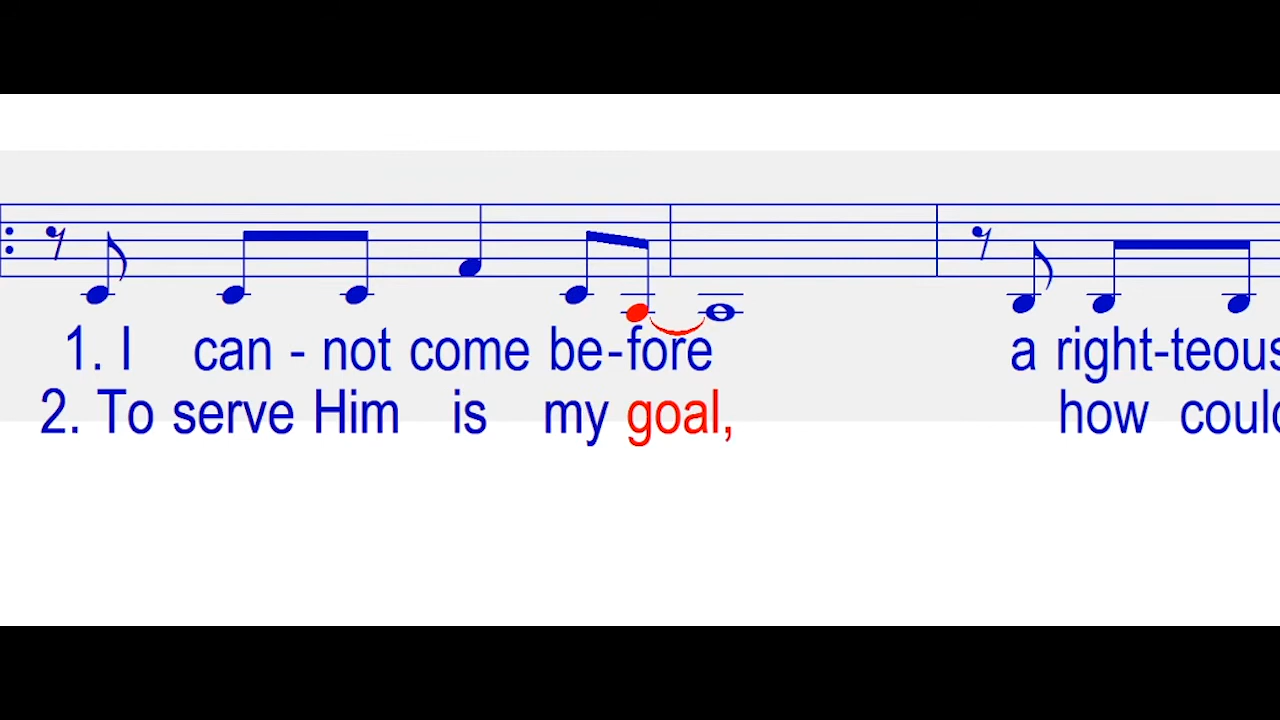 1. I can - not come be-fore a right-teous
2. To serve Him is my goal, how could